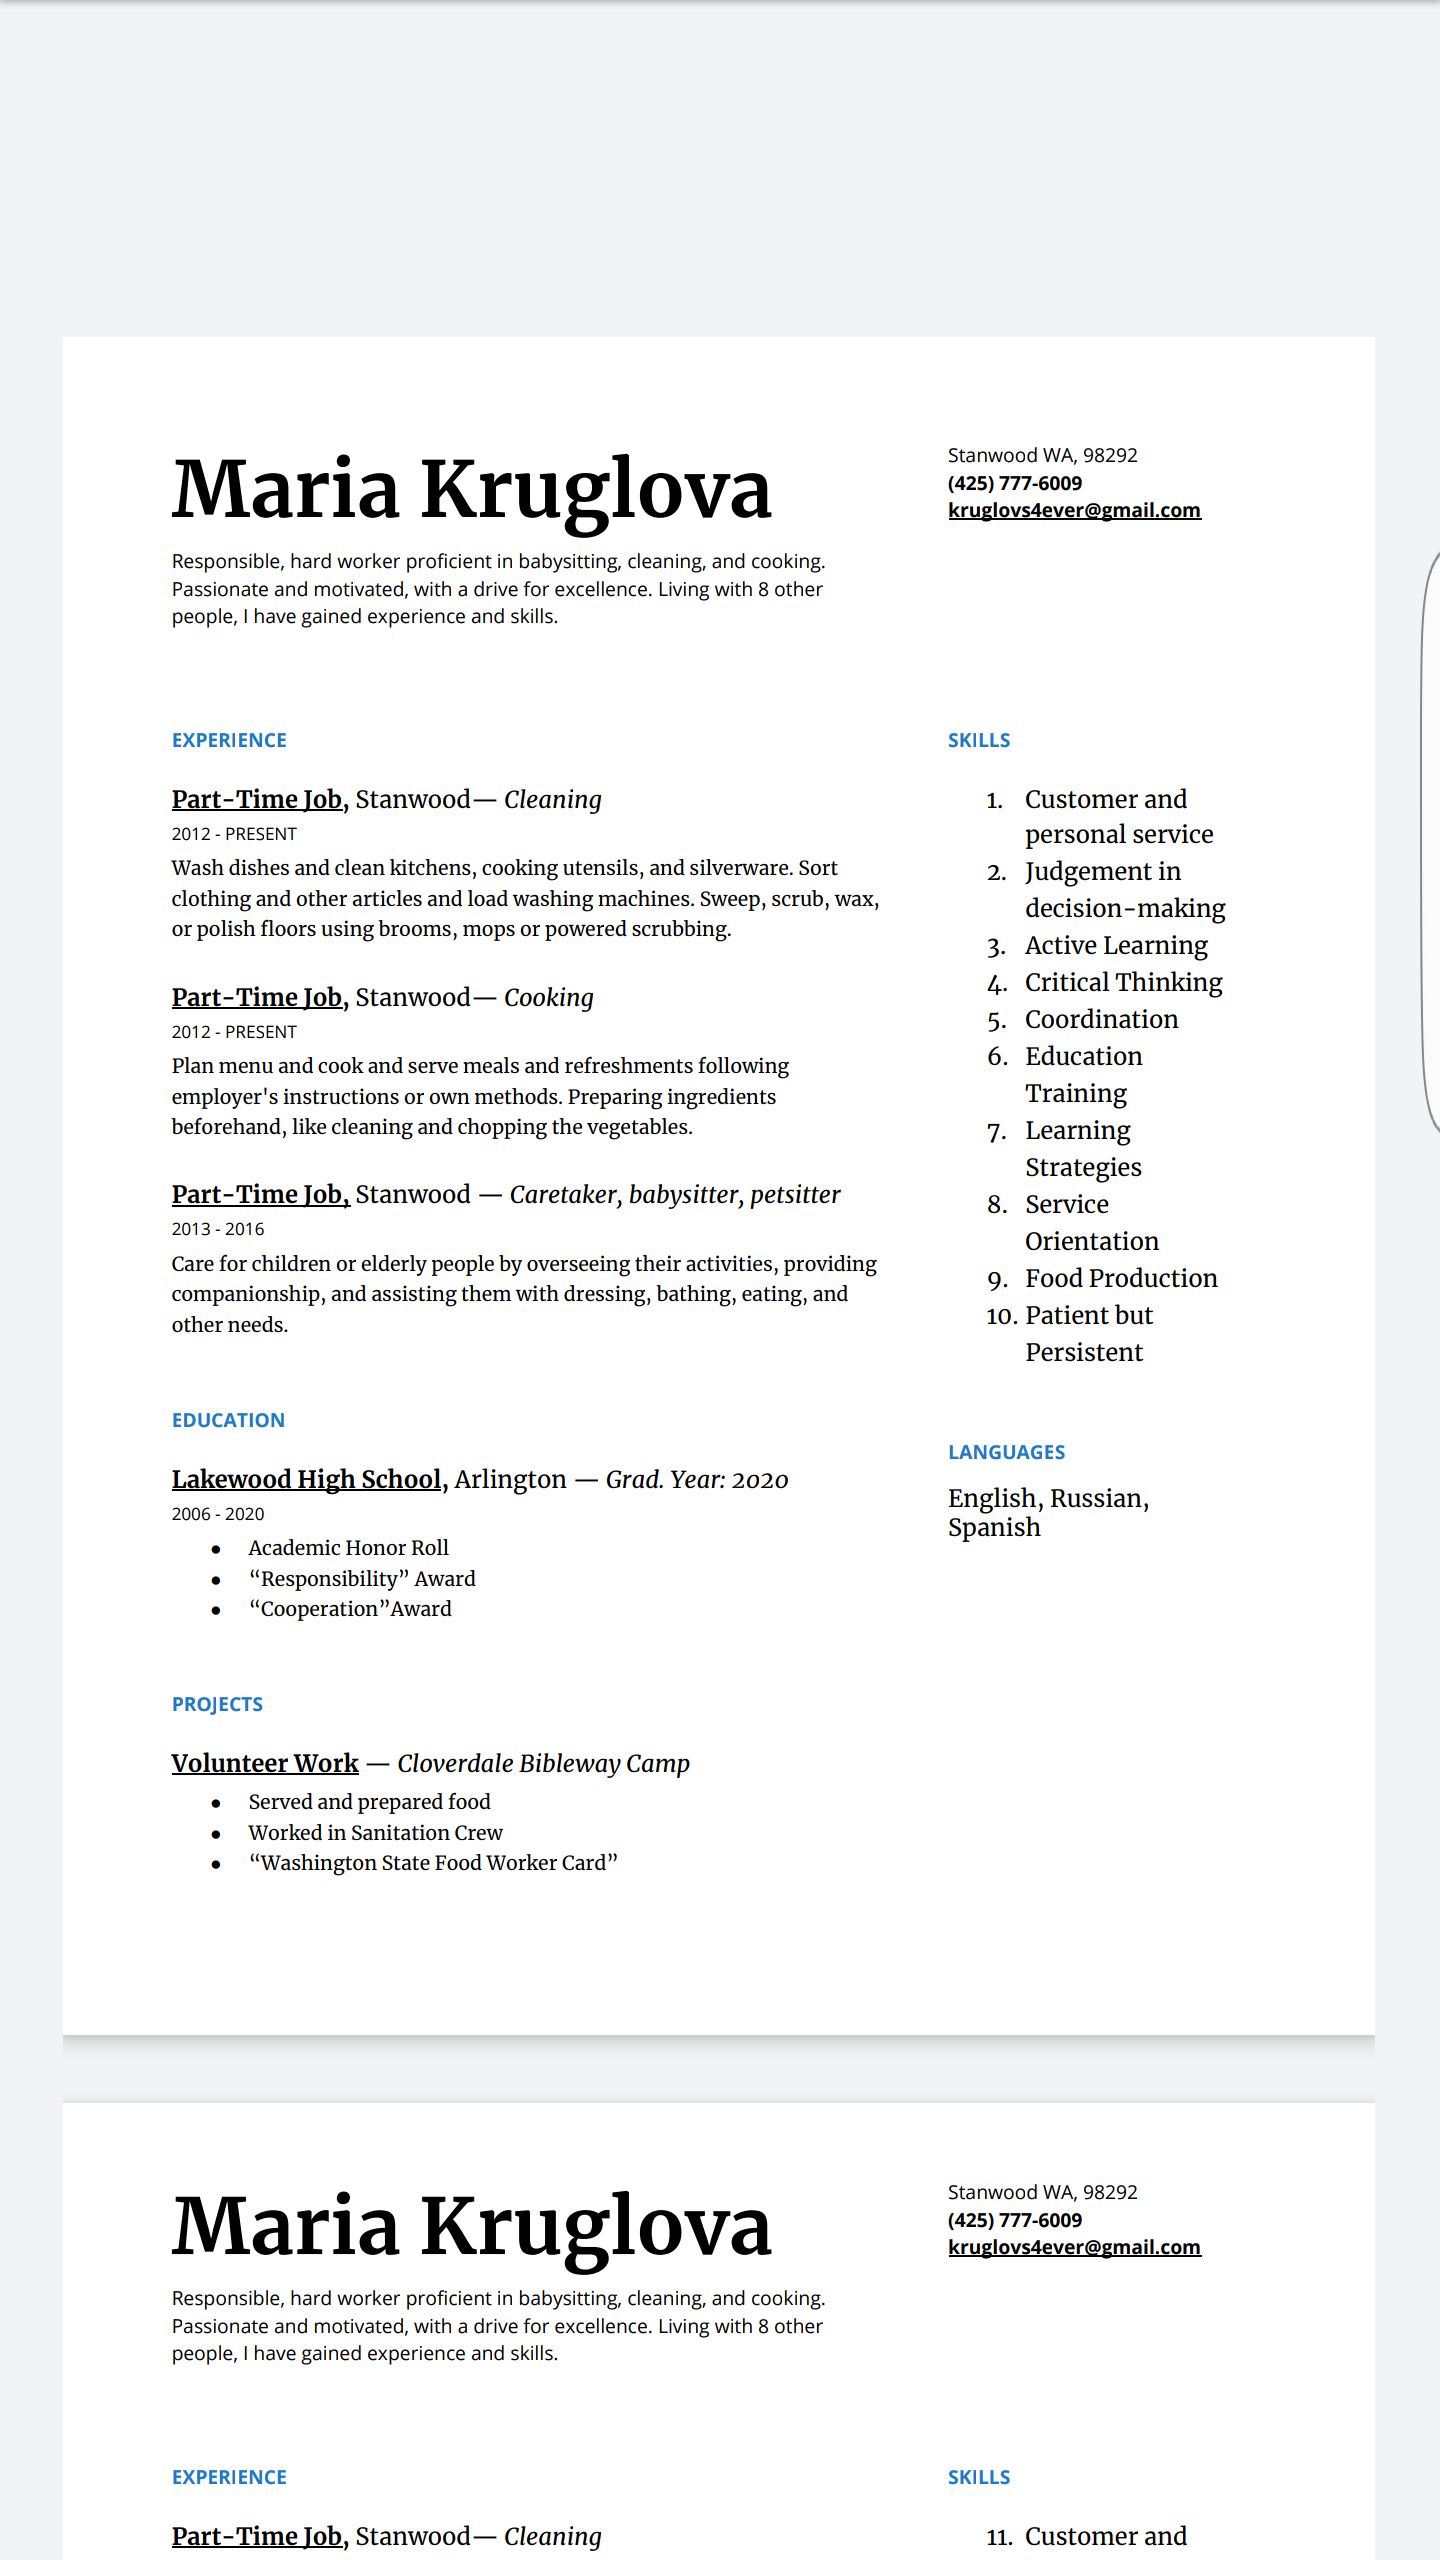 Maria Kruglova
Responsible, hard worker proficient in babysitting, cleaning, and cooking.
Passionate and motivated, with a drive for excellence. Living with 8 other
people, I have gained experience and skills.
Stanwood WA, 98292
(425) 777-6009
kruglovs4ever@gmail.com
EXPERIENCE
Part-Time Job, Stanwood— Cleaning
2012 - PRESENT
Wash dishes and clean kitchens, cooking utensils, and silverware. Sort
clothing and other articles and load washing machines. Sweep, scrub, wax,
or polish floors using brooms, mops or powered scrubbing.
Part-Time Job, Stanwood— Cooking
2012 - PRESENT
Plan menu and cook and serve meals and refreshments following
employer's instructions or own methods. Preparing ingredients
beforehand, like cleaning and chopping the vegetables.
Part-Time Job, Stanwood — Caretaker, babysitter, petsitter
2013 - 2016
Care for children or elderly people by overseeing their activities, providing
companionship, and assisting them with dressing, bathing, eating, and
other needs.
EDUCATION
Lakewood High School, Arlington — Grad. Year: 2020
2006 - 2020
● Academic Honor Roll
● “Responsibility” Award
● “Cooperation”Award
PROJECTS
Volunteer Work — Cloverdale Bibleway Camp
● Served and prepared food
● Worked in Sanitation Crew
● “Washington State Food Worker Card”
SKILLS
1. Customer and
personal service
2. Judgement in
decision-making
3. Active Learning
4. Critical Thinking
5. Coordination
6. Education
Training
7. Learning
Strategies
8. Service
Orientation
9. Food Production
10. Patient but
Persistent
LANGUAGES
English, Russian,
Spanish
Maria Kruglova
Responsible, hard worker proficient in babysitting, cleaning, and cooking.
Passionate and motivated, with a drive for excellence. Living with 8 other
people, I have gained experience and skills.
Stanwood WA, 98292
(425) 777-6009
kruglovs4ever@gmail.com
EXPERIENCE
Part-Time Job, Stanwood— Cleaning
SKILLS
11. Customer and